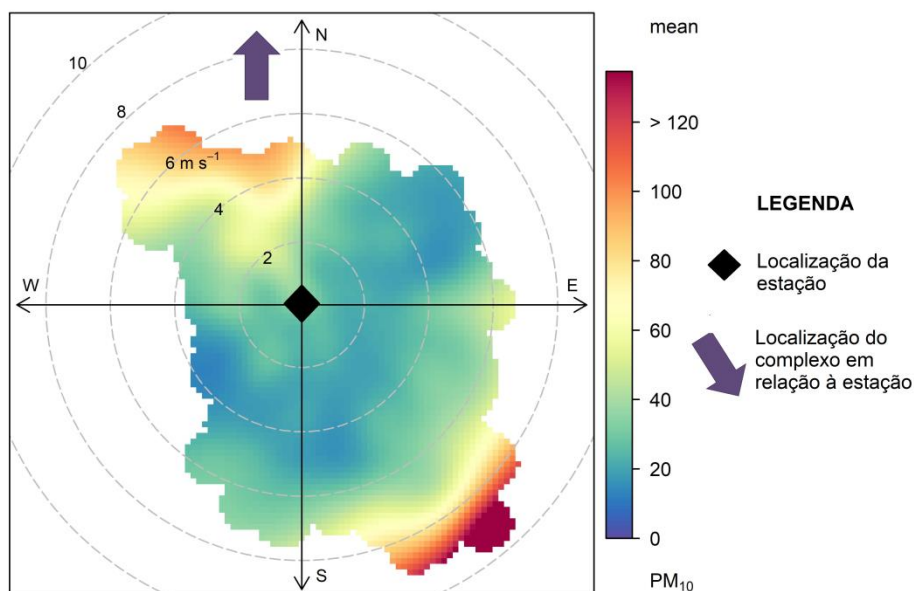 mean
10
N
8
6 m s⁻¹
4
2
W
E
S
> 120
100
80
60
40
20
0
PM₁₀
LEGENDA
Localização da
estação
Localização do
complexo em
relação à estação